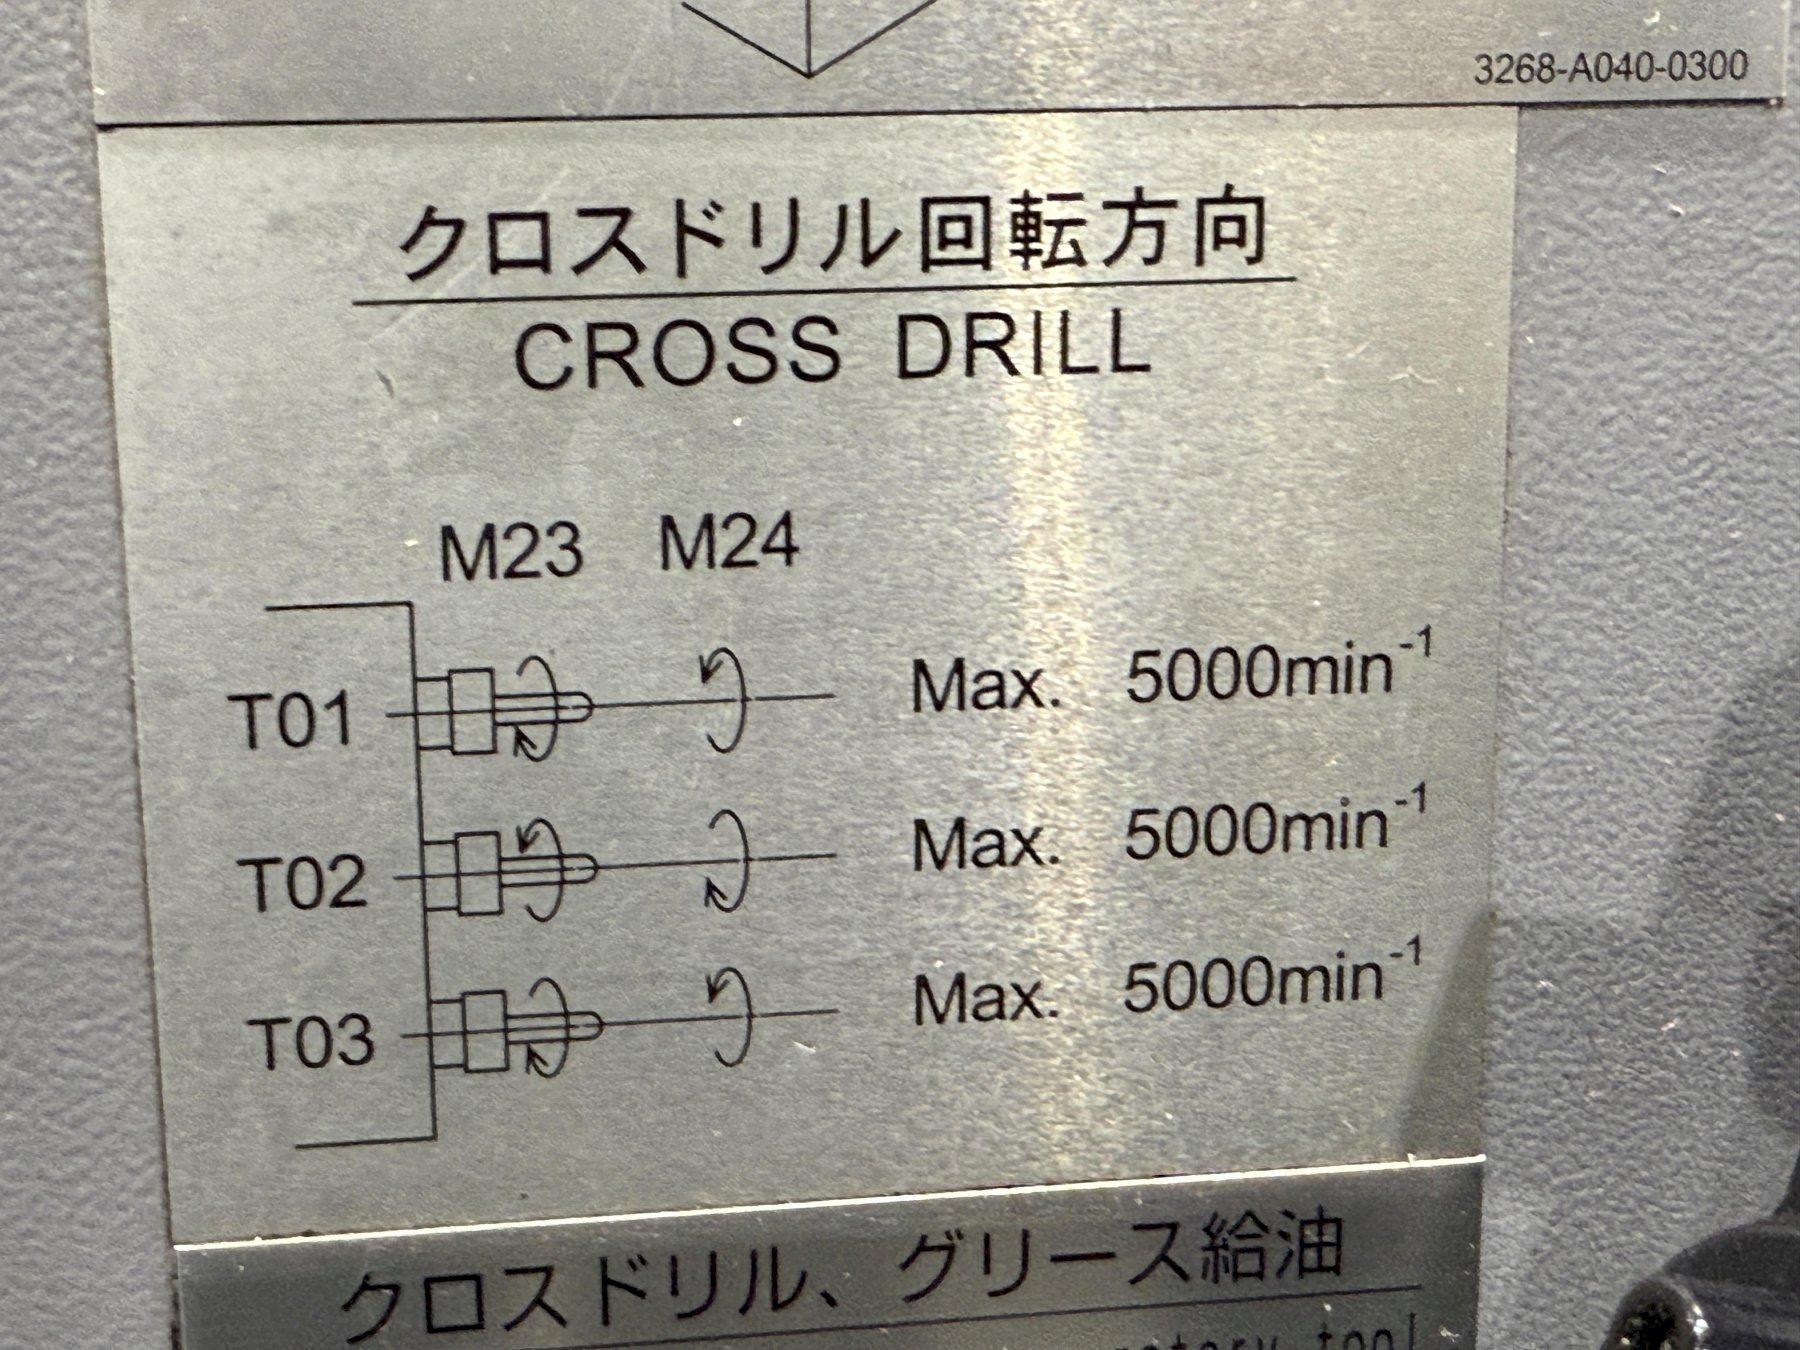 3268-A040-0300
クロスドリル回転方向
CROSS DRILL
M23 M24
T01 Max. 5000min⁻¹
T02 Max. 5000min⁻¹
T03 Max. 5000min⁻¹
クロスドリル、グリース給油
rotary tool